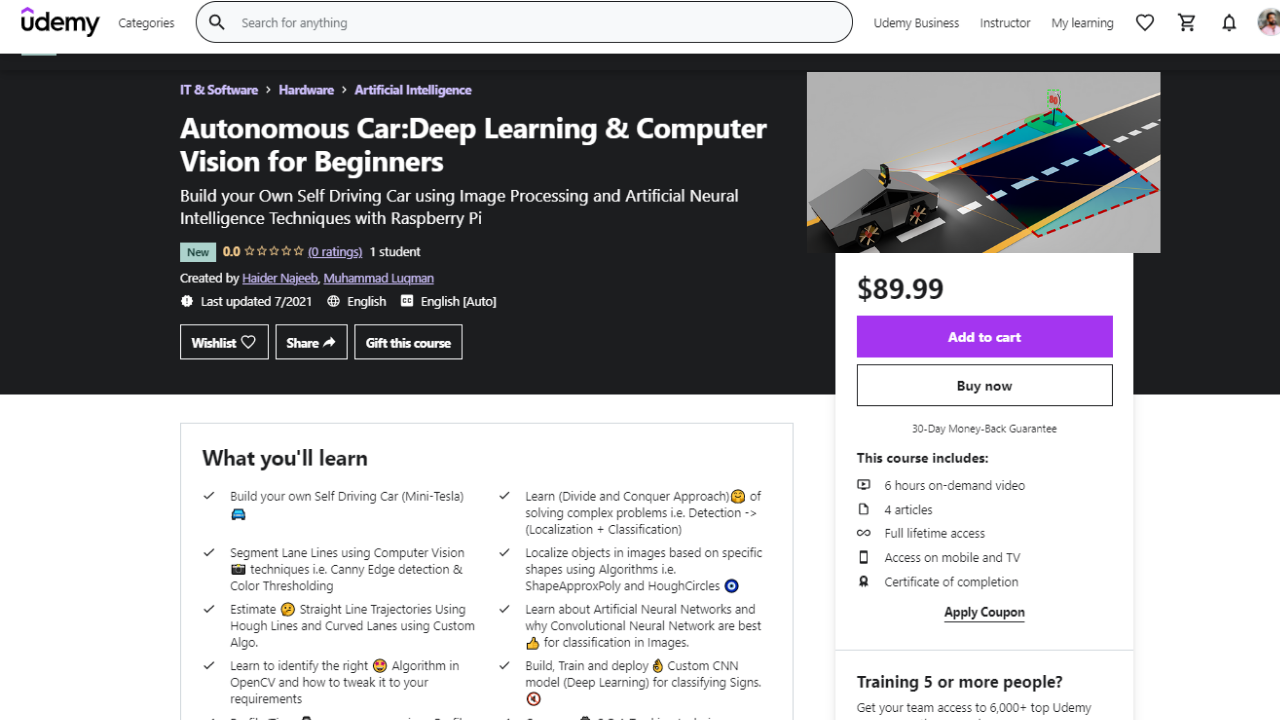 udemy
Categories
Search for anything
Udemy Business
Instructor
My learning
IT & Software > Hardware > Artificial Intelligence
Autonomous Car:Deep Learning & Computer
Vision for Beginners
Build your Own Self Driving Car using Image Processing and Artificial Neural
Intelligence Techniques with Raspberry Pi
New 0.0 (0 ratings) 1 student
Created by Haider Najeeb, Muhammad Luqman
Last updated 7/2021 English English [Auto]
Wishlist
Share
Gift this course
$89.99
Add to cart
Buy now
30-Day Money-Back Guarantee
This course includes:
6 hours on-demand video
4 articles
Full lifetime access
Access on mobile and TV
Certificate of completion
Apply Coupon
Training 5 or more people?
Get your team access to 6,000+ top Udemy
What you'll learn
Build your own Self Driving Car (Mini-Tesla)
🚘
Segment Lane Lines using Computer Vision
📸 techniques i.e. Canny Edge detection &
Color Thresholding
Estimate 🤔 Straight Line Trajectories Using
Hough Lines and Curved Lanes using Custom
Algo.
Learn to identify the right 😍 Algorithm in
OpenCV and how to tweak it to your
requirements
Learn (Divide and Conquer Approach)🤗 of
solving complex problems i.e. Detection ->
(Localization + Classification)
Localize objects in images based on specific
shapes using Algorithms i.e.
ShapeApproxPoly and HoughCircles 🧿
Learn about Artificial Neural Networks and
why Convolutional Neural Network are best
👍 for classification in Images.
Build, Train and deploy 👌 Custom CNN
model (Deep Learning) for classifying Signs.
🔇